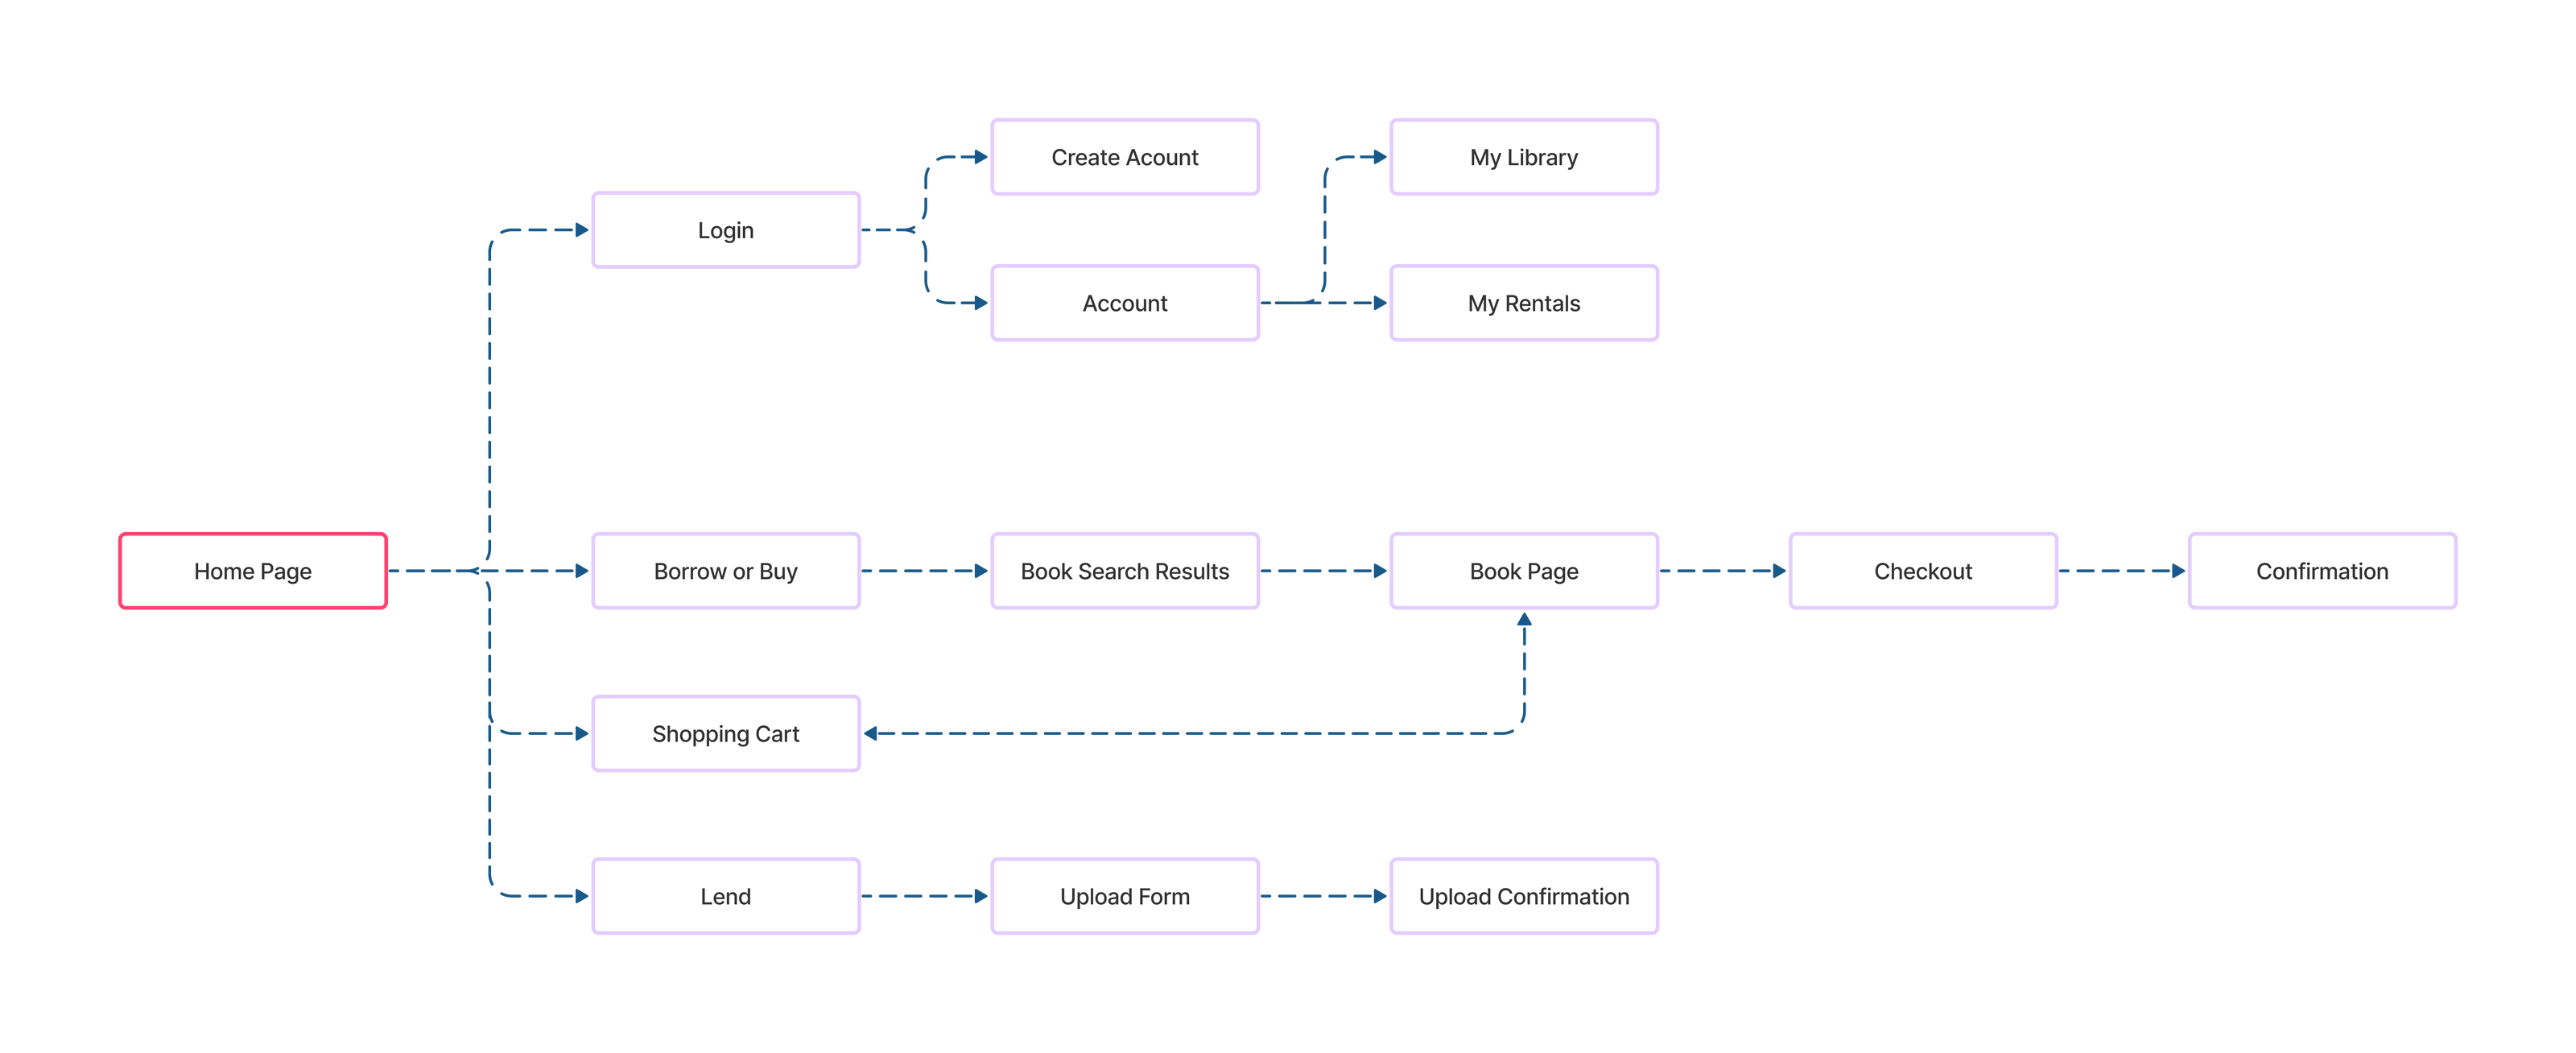 Create Acount
My Library
Login
Account
My Rentals
Home Page
Borrow or Buy
Book Search Results
Book Page
Checkout
Confirmation
Shopping Cart
Lend
Upload Form
Upload Confirmation